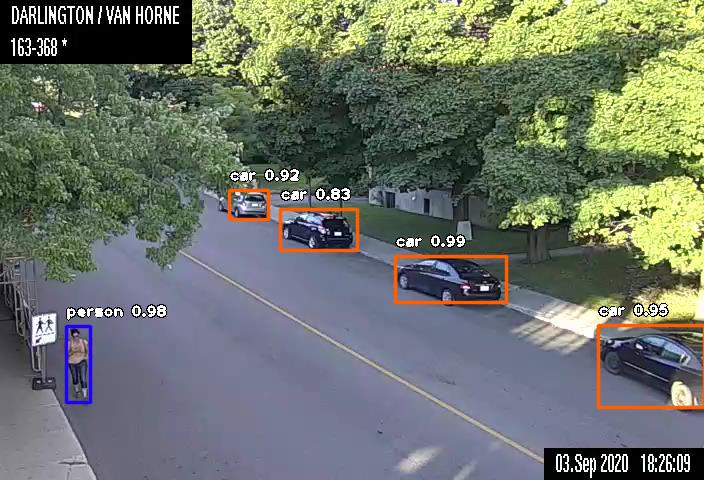 DARLINGTON / VAN HORNE
163-368 *
car 0.92
car 0.83
car 0.99
person 0.98
car 0.95
03.Sep 2020 18:26:09